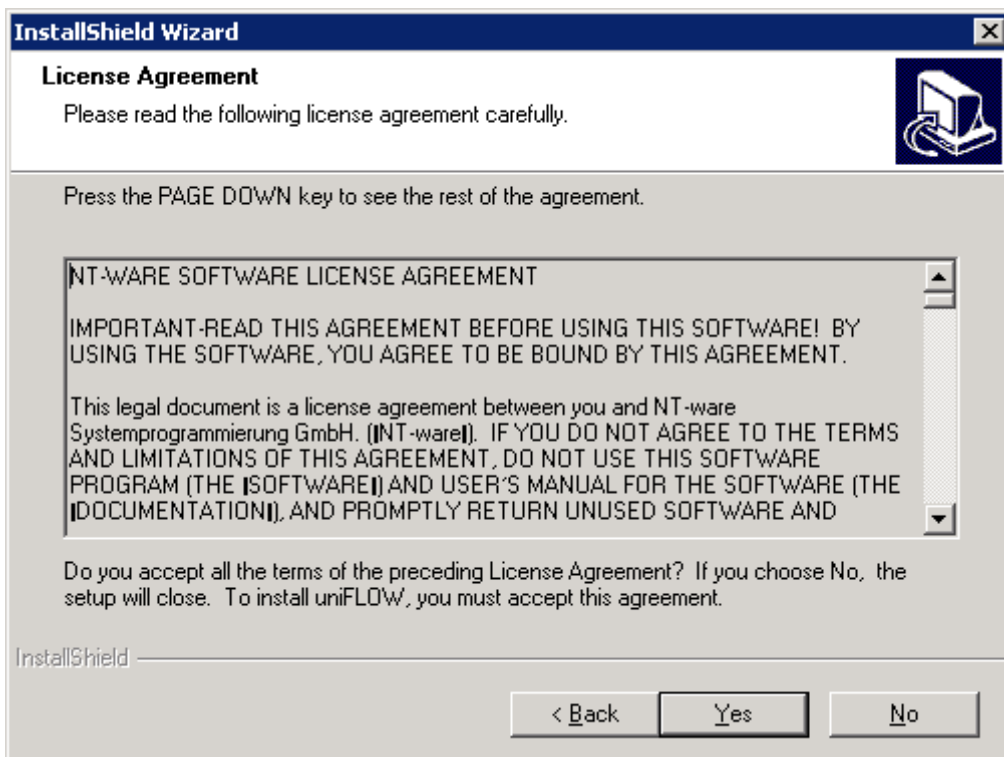 InstallShield Wizard
License Agreement
Please read the following license agreement carefully.
Press the PAGE DOWN key to see the rest of the agreement.
NT-WARE SOFTWARE LICENSE AGREEMENT
IMPORTANT-READ THIS AGREEMENT BEFORE USING THIS SOFTWARE! BY
USING THE SOFTWARE, YOU AGREE TO BE BOUND BY THIS AGREEMENT.
This legal document is a license agreement between you and NT-ware
Systemprogrammierung GmbH. (|NT-ware|). IF YOU DO NOT AGREE TO THE TERMS
AND LIMITATIONS OF THIS AGREEMENT, DO NOT USE THIS SOFTWARE
PROGRAM (THE |SOFTWARE|) AND USER'S MANUAL FOR THE SOFTWARE (THE
|DOCUMENTATION|), AND PROMPTLY RETURN UNUSED SOFTWARE AND
Do you accept all the terms of the preceding License Agreement? If you choose No, the
setup will close. To install uniFLOW, you must accept this agreement.
InstallShield
< Back Yes No